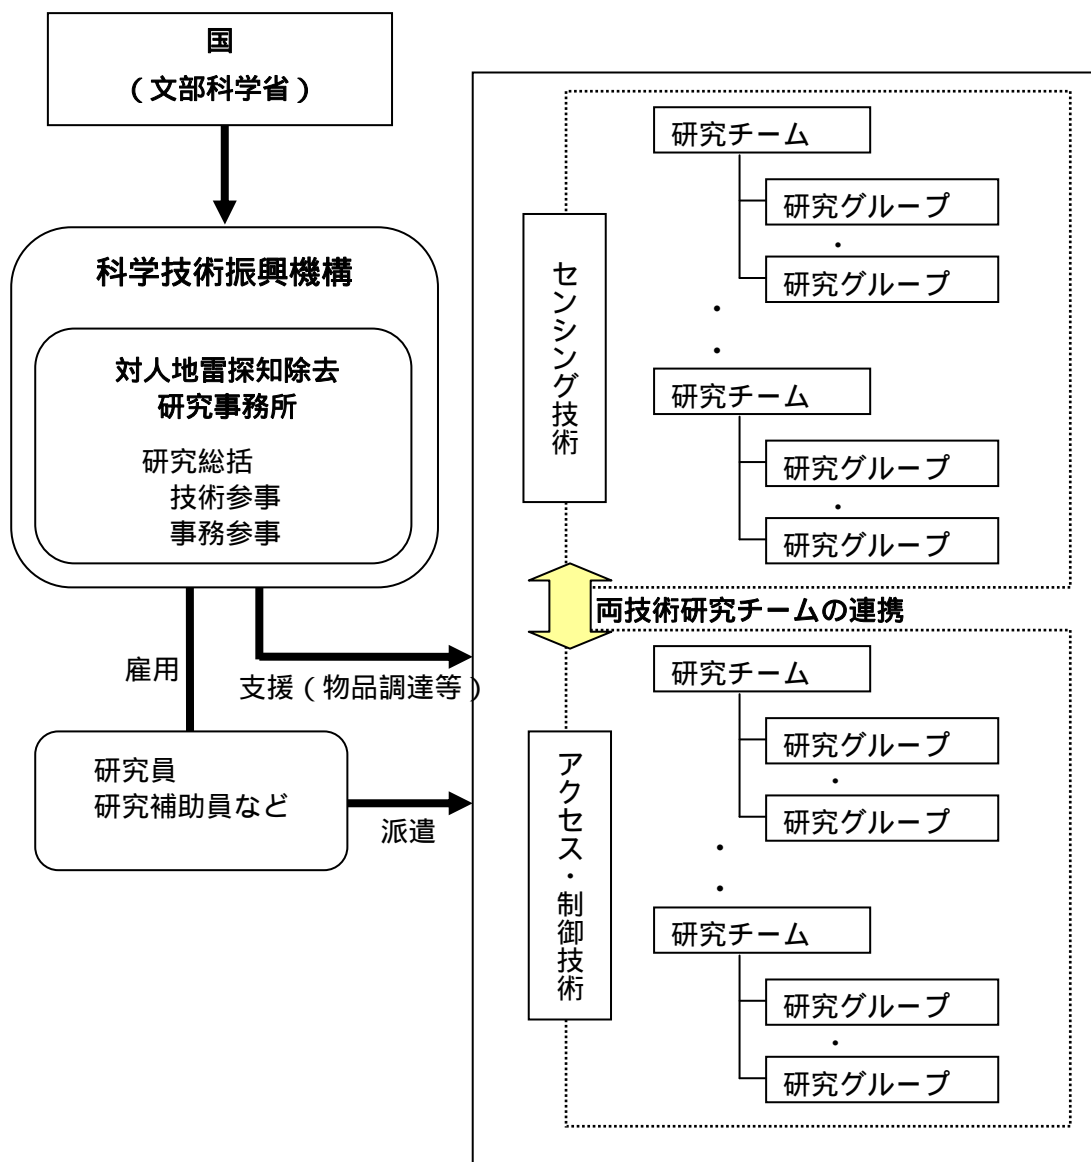 国
（文部科学省）
科学技術振興機構
対人地雷探知除去
研究事務所
研究総括
技術参事
事務参事
雇用
支援（物品調達等）
研究員
研究補助員など
派遣
センシング技術
研究チーム
研究グループ
・
研究グループ
・
・
研究チーム
研究グループ
・
研究グループ
両技術研究チームの連携
アクセス・制御技術
研究チーム
研究グループ
・
研究グループ
・
・
研究チーム
研究グループ
・
研究グループ